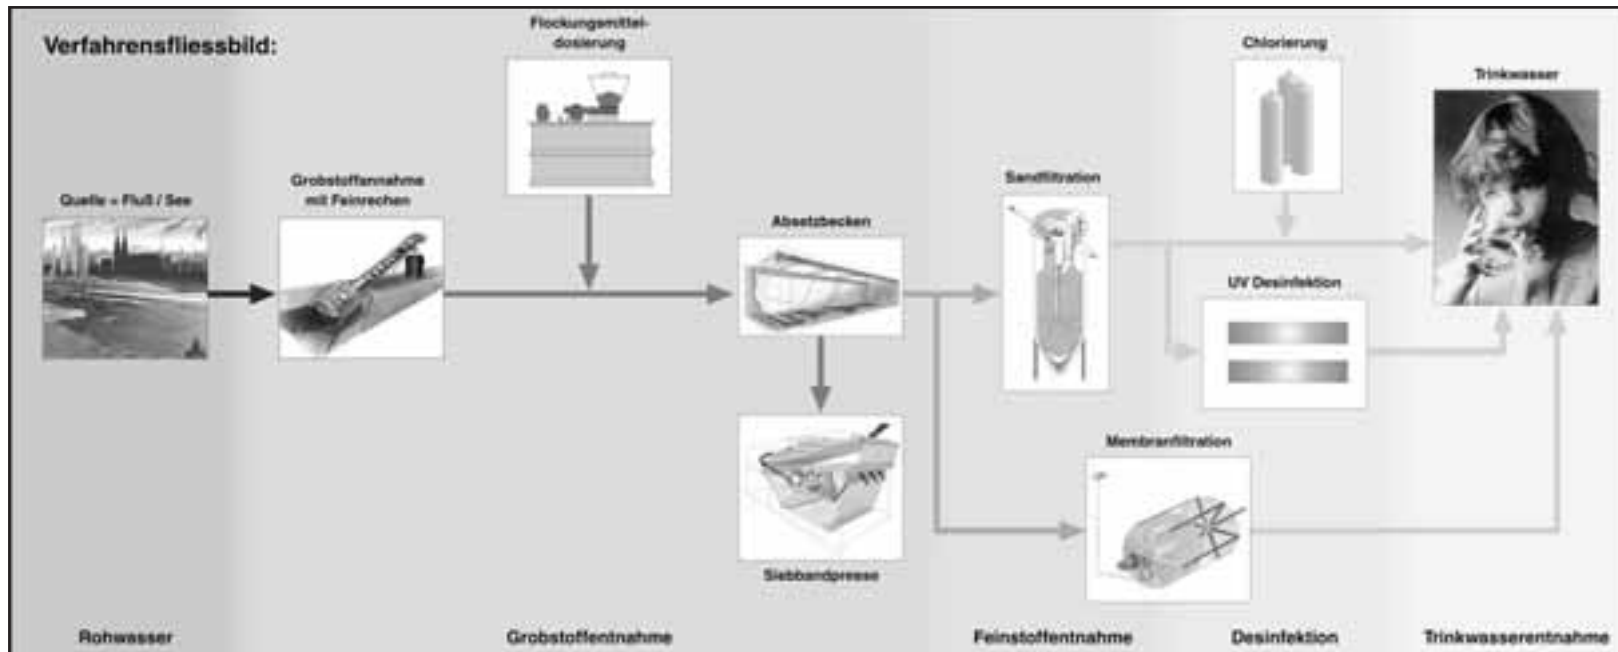 Verfahrensfliessbild:
Flockungsmittel-
dosierung
Chlorierung
Trinkwasser
Quelle = Fluß / See
Grobstoffannahme
mit Feinrechen
Absetzbecken
Sandfiltration
UV Desinfektion
Membranfiltration
Siebbandpresse
Rohwasser
Grobstoffentnahme
Feinstoffentnahme
Desinfektion
Trinkwasserentnahme